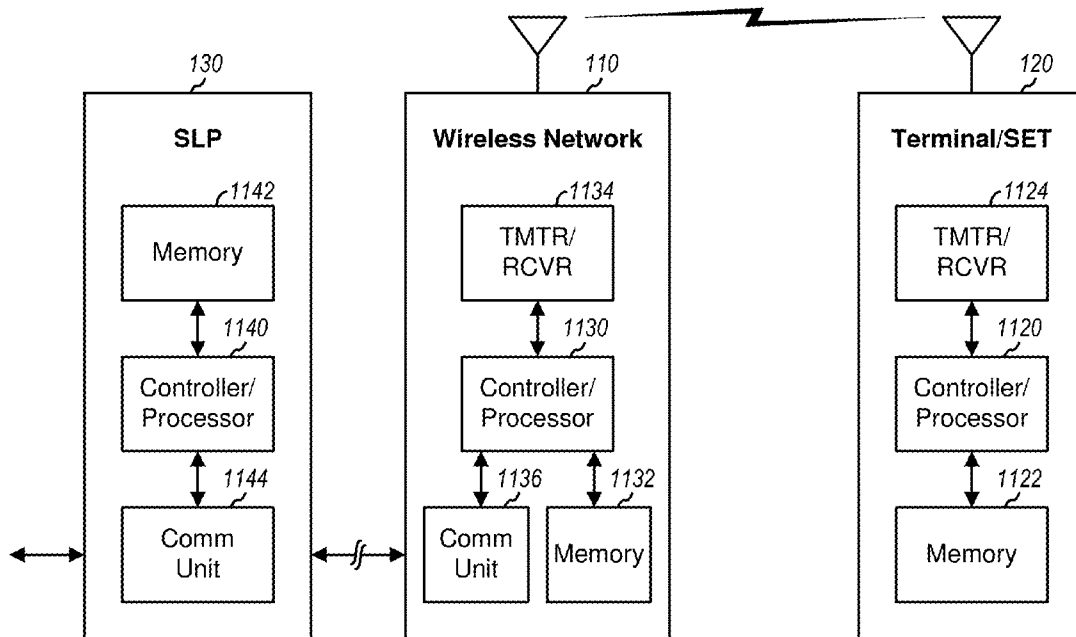 130
SLP
1142
Memory
1140
Controller/
Processor
1144
Comm
Unit
110
Wireless Network
1134
TMTR/
RCVR
1130
Controller/
Processor
1136
Comm
Unit
1132
Memory
120
Terminal/SET
1124
TMTR/
RCVR
1120
Controller/
Processor
1122
Memory